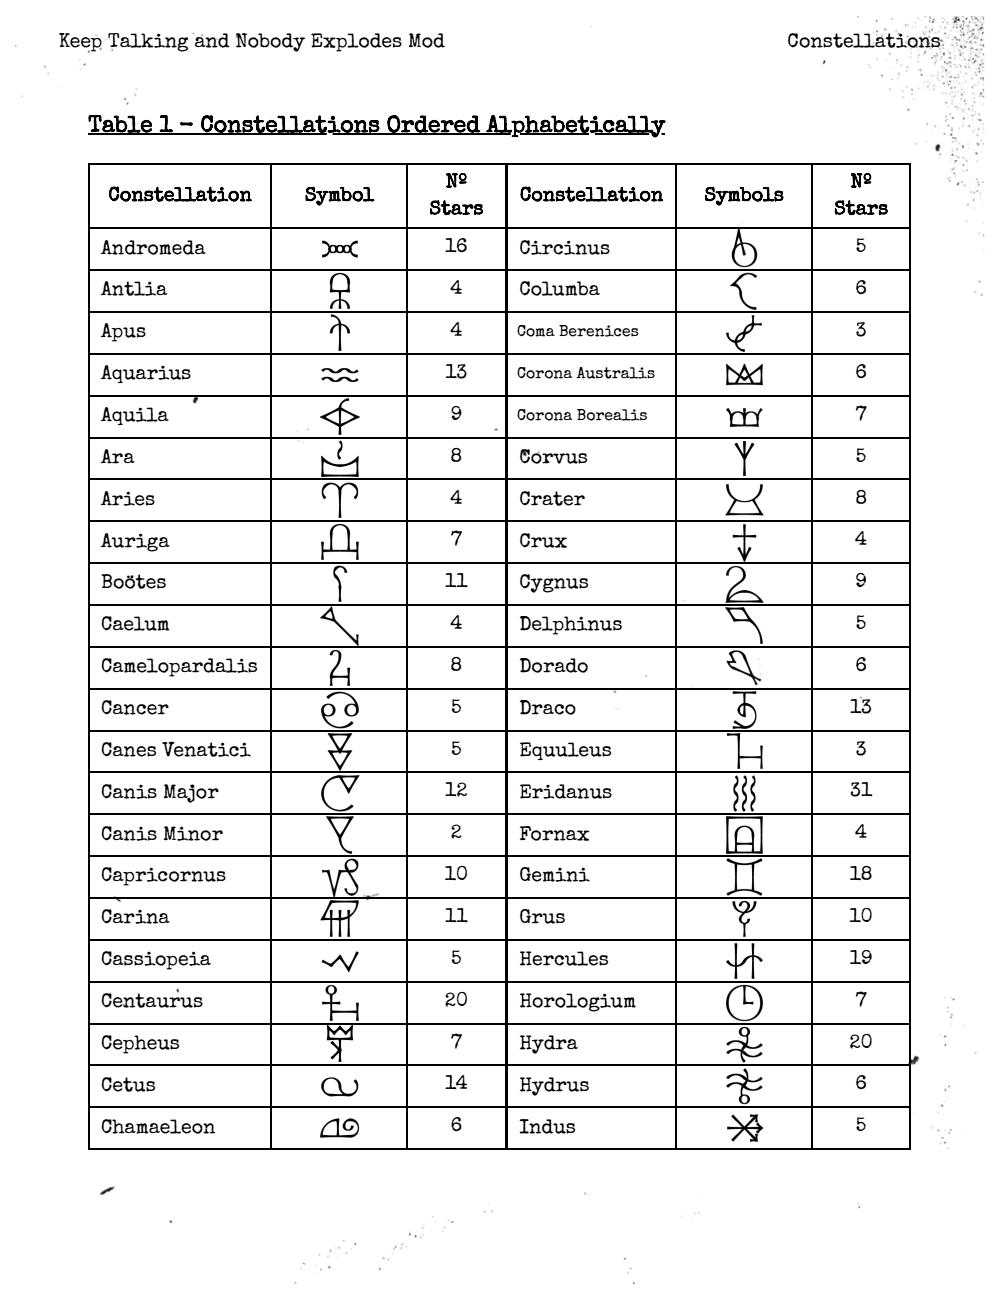 Keep Talking and Nobody Explodes Mod Constellations
Table 1 - Constellations Ordered Alphabetically
Constellation Symbol Nº Stars Constellation Symbols Nº Stars
Andromeda 16 Circinus 5
Antlia 4 Columba 6
Apus 4 Coma Berenices 3
Aquarius 13 Corona Australis 6
Aquila 9 Corona Borealis 7
Ara 8 Corvus 5
Aries 4 Crater 8
Auriga 7 Crux 4
Boötes 11 Cygnus 9
Caelum 4 Delphinus 5
Camelopardalis 8 Dorado 6
Cancer 5 Draco 13
Canes Venatici 5 Equuleus 3
Canis Major 12 Eridanus 31
Canis Minor 2 Fornax 4
Capricornus 10 Gemini 18
Carina 11 Grus 10
Cassiopeia 5 Hercules 19
Centaurus 20 Horologium 7
Cepheus 7 Hydra 20
Cetus 14 Hydrus 6
Chamaeleon 6 Indus 5